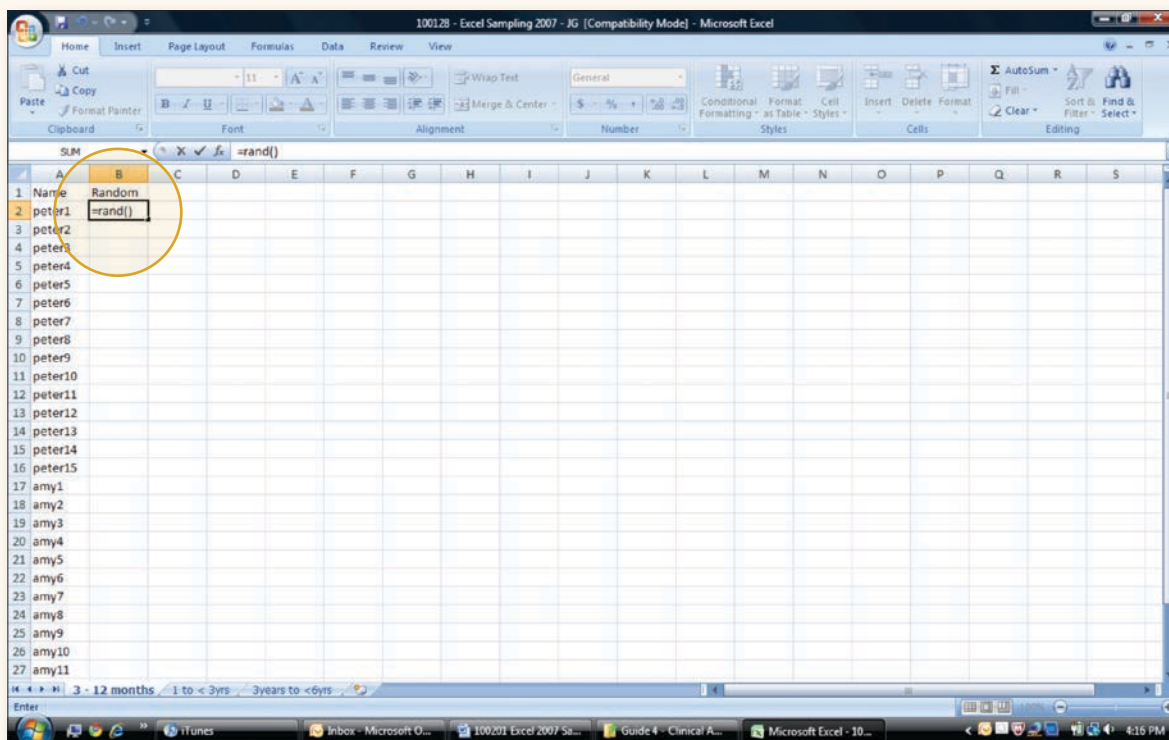 100128 - Excel Sampling 2007 - JG [Compatibility Mode] - Microsoft Excel
Home Insert Page Layout Formulas Data Review View
Cut
Copy
Paste
Format Painter
Clipboard
11 A A
B I U A
Font
Wrap Text
Merge & Center
Alignment
General
$ % ,
Number
Conditional Formatting
Format as Table
Cell Styles
Styles
Insert Delete Format
Cells
Σ AutoSum
Fill
Clear
Sort & Filter
Find & Select
Editing
SUM fx =rand()
A B C D E F G H I J K L M N O P Q R S
1 Name Random
2 peter1 =rand()
3 peter2
4 peter3
5 peter4
6 peter5
7 peter6
8 peter7
9 peter8
10 peter9
11 peter10
12 peter11
13 peter12
14 peter13
15 peter14
16 peter15
17 amy1
18 amy2
19 amy3
20 amy4
21 amy5
22 amy6
23 amy7
24 amy8
25 amy9
26 amy10
27 amy11
3 - 12 months 1 to < 3yrs 3years to <6yrs
Enter 100%
iTunes Inbox - Microsoft O... 100201 Excel 2007 Sa... Guide 4 - Clinical A... Microsoft Excel - 10... 4:16 PM